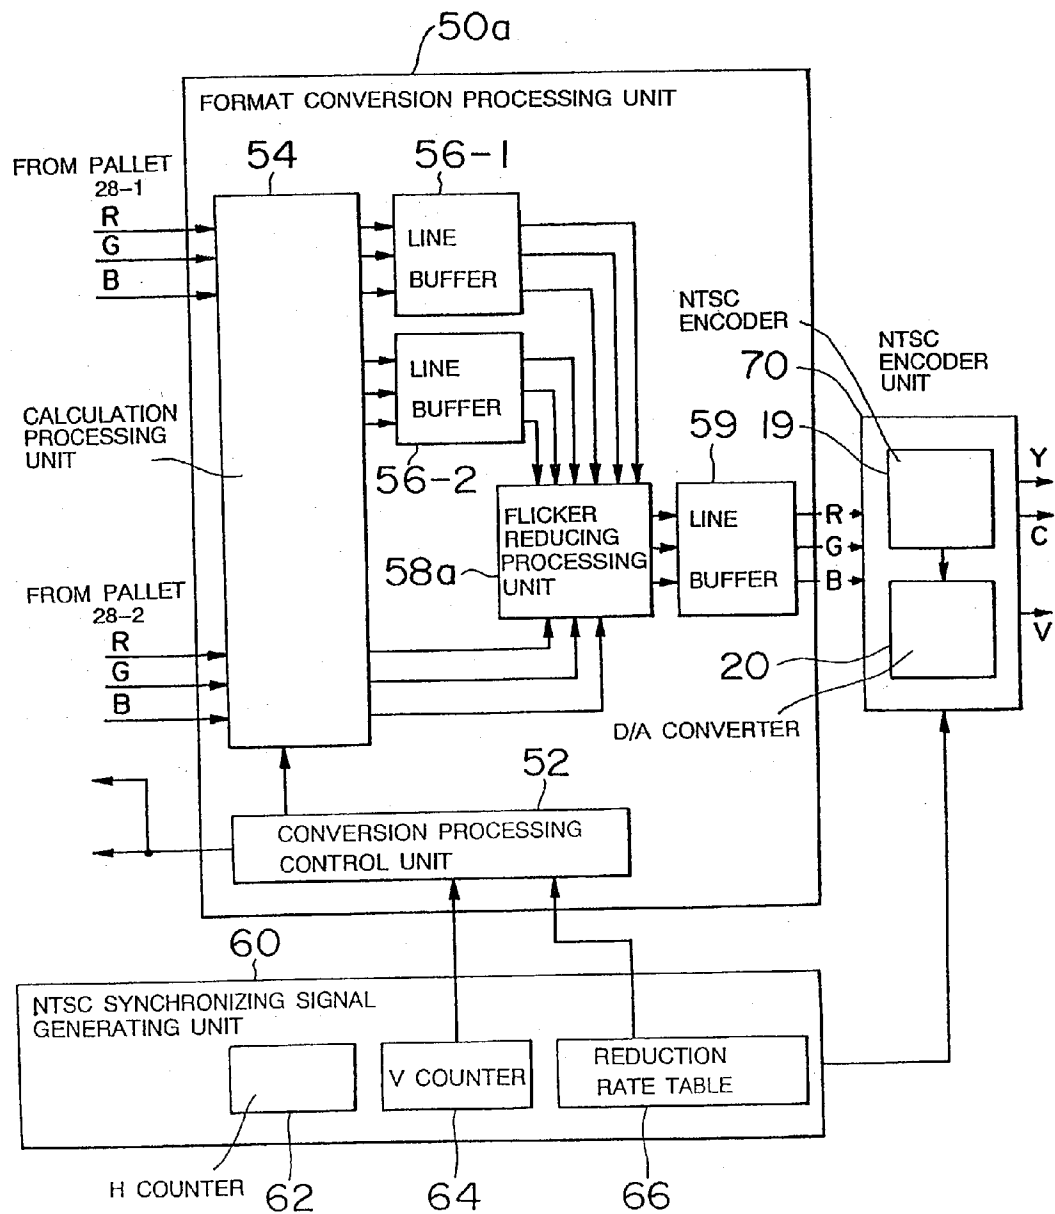 50a
FORMAT CONVERSION PROCESSING UNIT
FROM PALLET
28-1
R
G
B
54
56-1
LINE
BUFFER
LINE
BUFFER
56-2
CALCULATION
PROCESSING
UNIT
NTSC
ENCODER
NTSC
ENCODER
UNIT
70
19
59
FLICKER
REDUCING
PROCESSING
UNIT
58a
LINE
BUFFER
R
G
B
Y
C
V
20
D/A CONVERTER
FROM PALLET
28-2
R
G
B
52
CONVERSION PROCESSING
CONTROL UNIT
60
NTSC SYNCHRONIZING SIGNAL
GENERATING UNIT
V COUNTER
REDUCTION
RATE TABLE
H COUNTER
62
64
66